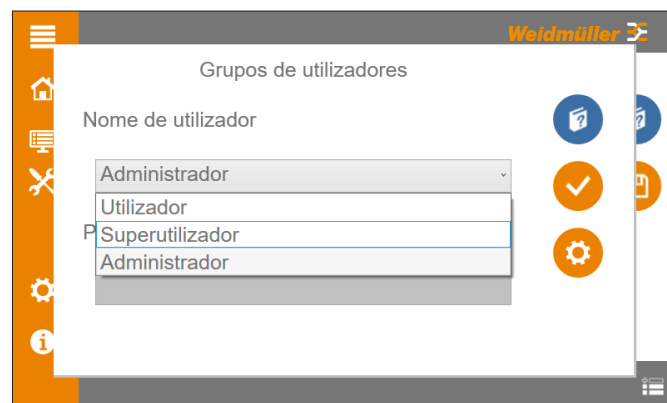 Weidmüller
Grupos de utilizadores
Nome de utilizador
Administrador
Utilizador
P
Superutilizador
Administrador